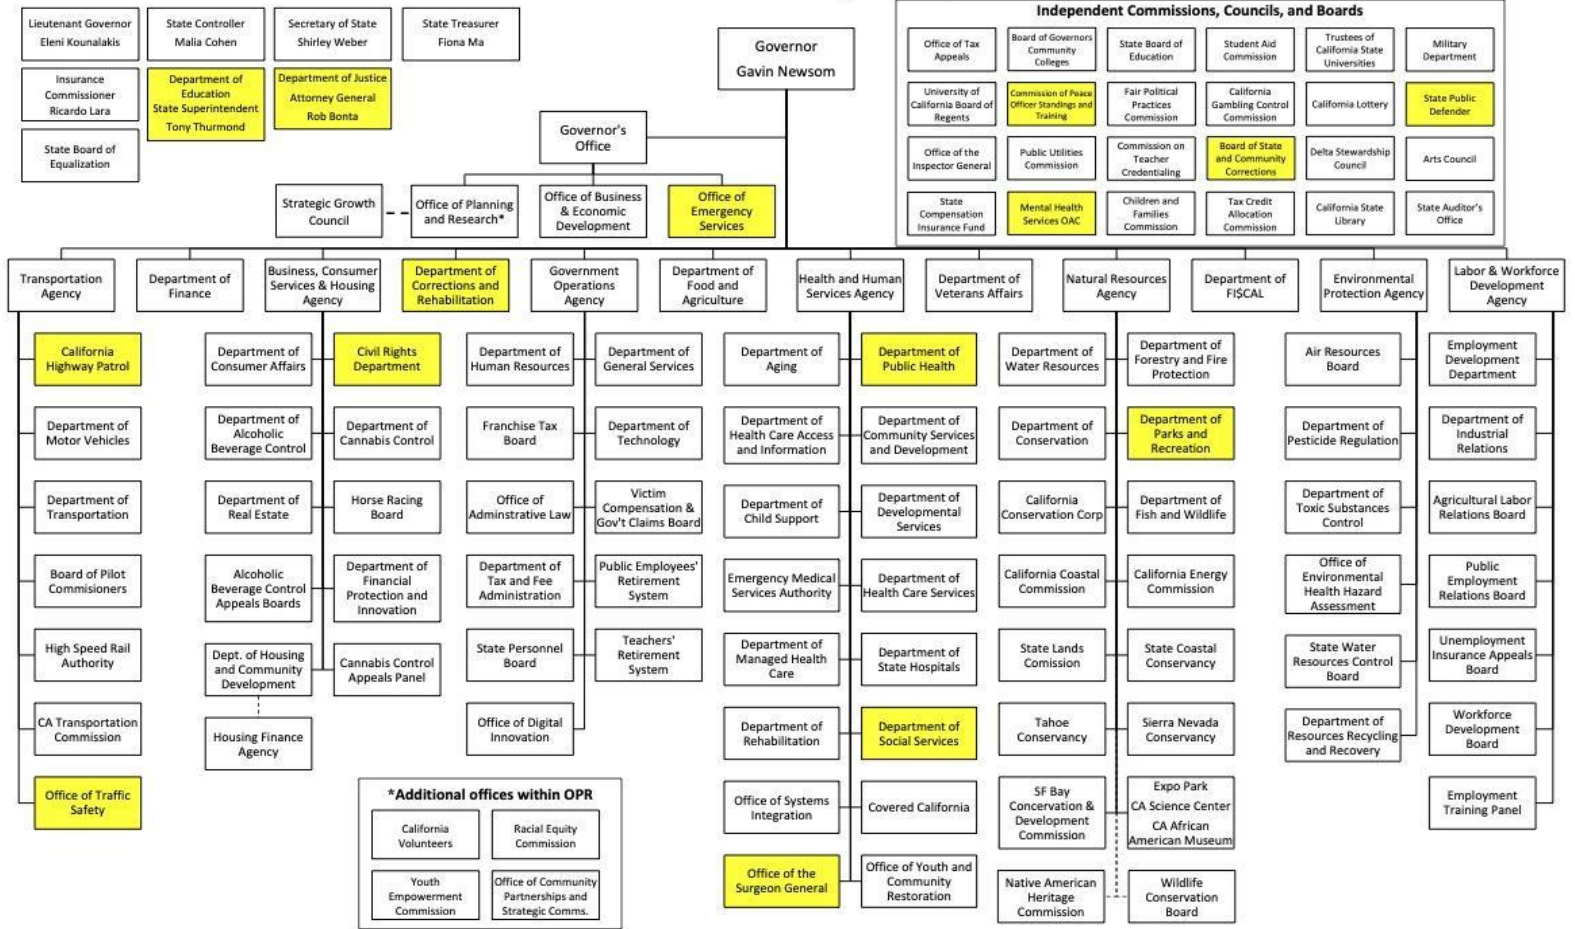 Lieutenant Governor
Eleni Kounalakis
State Controller
Malia Cohen
Secretary of State
Shirley Weber
State Treasurer
Fiona Ma
Insurance
Commissioner
Ricardo Lara
Department of
Education
State Superintendent
Tony Thurmond
Department of Justice
Attorney General
Rob Bonta
State Board of
Equalization
Governor
Gavin Newsom
Governor's
Office
Strategic Growth
Council
Office of Planning
and Research*
Office of Business
& Economic
Development
Office of
Emergency
Services
Independent Commissions, Councils, and Boards
Office of Tax
Appeals
Board of Governors
Community
Colleges
State Board of
Education
Student Aid
Commission
Trustees of
California State
Universities
Military
Department
University of
California Board of
Regents
Commission of Peace
Officer Standings and
Training
Fair Political
Practices
Commission
California
Gambling Control
Commission
California Lottery
State Public
Defender
Office of the
Inspector General
Public Utilities
Commission
Commission on
Teacher
Credentialing
Board of State
and Community
Corrections
Delta Stewardship
Council
Arts Council
State
Compensation
Insurance Fund
Mental Health
Services OAC
Children and
Families
Commission
Tax Credit
Allocation
Commission
California State
Library
State Auditor's
Office
Transportation
Agency
Department of
Finance
Business, Consumer
Services & Housing
Agency
Department of
Corrections and
Rehabilitation
Government
Operations
Agency
Department of
Food and
Agriculture
Health and Human
Services Agency
Department of
Veterans Affairs
Natural Resources
Agency
Department of
FI$CAL
Environmental
Protection Agency
Labor & Workforce
Development
Agency
California
Highway Patrol
Department of
Motor Vehicles
Department of
Transportation
Board of Pilot
Commisioners
High Speed Rail
Authority
CA Transportation
Commission
Office of Traffic
Safety
Department of
Consumer Affairs
Civil Rights
Department
Department of
Alcoholic
Beverage Control
Department of
Cannabis Control
Department of
Real Estate
Horse Racing
Board
Alcoholic
Beverage Control
Appeals Boards
Department of
Financial
Protection and
Innovation
Dept. of Housing
and Community
Development
Cannabis Control
Appeals Panel
Housing Finance
Agency
Department of
Human Resources
Department of
General Services
Franchise Tax
Board
Department of
Technology
Office of
Adminstrative Law
Victim
Compensation &
Gov't Claims Board
Department of
Tax and Fee
Administration
Public Employees'
Retirement
System
State Personnel
Board
Teachers'
Retirement
System
Office of Digital
Innovation
Department of
Aging
Department of
Public Health
Department of
Health Care Access
and Information
Department of
Community Services
and Development
Department of
Child Support
Department of
Developmental
Services
Emergency Medical
Services Authority
Department of
Health Care Services
Department of
Managed Health
Care
Department of
State Hospitals
Department of
Rehabilitation
Department of
Social Services
Office of Systems
Integration
Covered California
Office of the
Surgeon General
Office of Youth and
Community
Restoration
Department of
Water Resources
Department of
Forestry and Fire
Protection
Department of
Conservation
Department of
Parks and
Recreation
California
Conservation Corp
Department of
Fish and Wildlife
California Coastal
Commission
California Energy
Commission
State Lands
Comission
State Coastal
Conservancy
Tahoe
Conservancy
Sierra Nevada
Conservancy
SF Bay
Concervation &
Development
Commission
Expo Park
CA Science Center
CA African
American Museum
Native American
Heritage
Commission
Wildlife
Conservation
Board
Air Resources
Board
Department of
Pesticide Regulation
Department of
Toxic Substances
Control
Office of
Environmental
Health Hazard
Assessment
State Water
Resources Control
Board
Department of
Resources Recycling
and Recovery
Employment
Development
Department
Department of
Industrial
Relations
Agricultural Labor
Relations Board
Public
Employment
Relations Board
Unemployment
Insurance Appeals
Board
Workforce
Development
Board
Employment
Training Panel
*Additional offices within OPR
California
Volunteers
Racial Equity
Commission
Youth
Empowerment
Commission
Office of Community
Partnerships and
Strategic Comms.